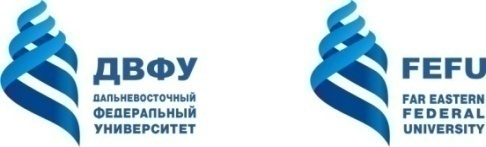 ДВФУ
ДАЛЬНЕВОСТОЧНЫЙ
ФЕДЕРАЛЬНЫЙ
УНИВЕРСИТЕТ
FEFU
FAR EASTERN
FEDERAL
UNIVERSITY